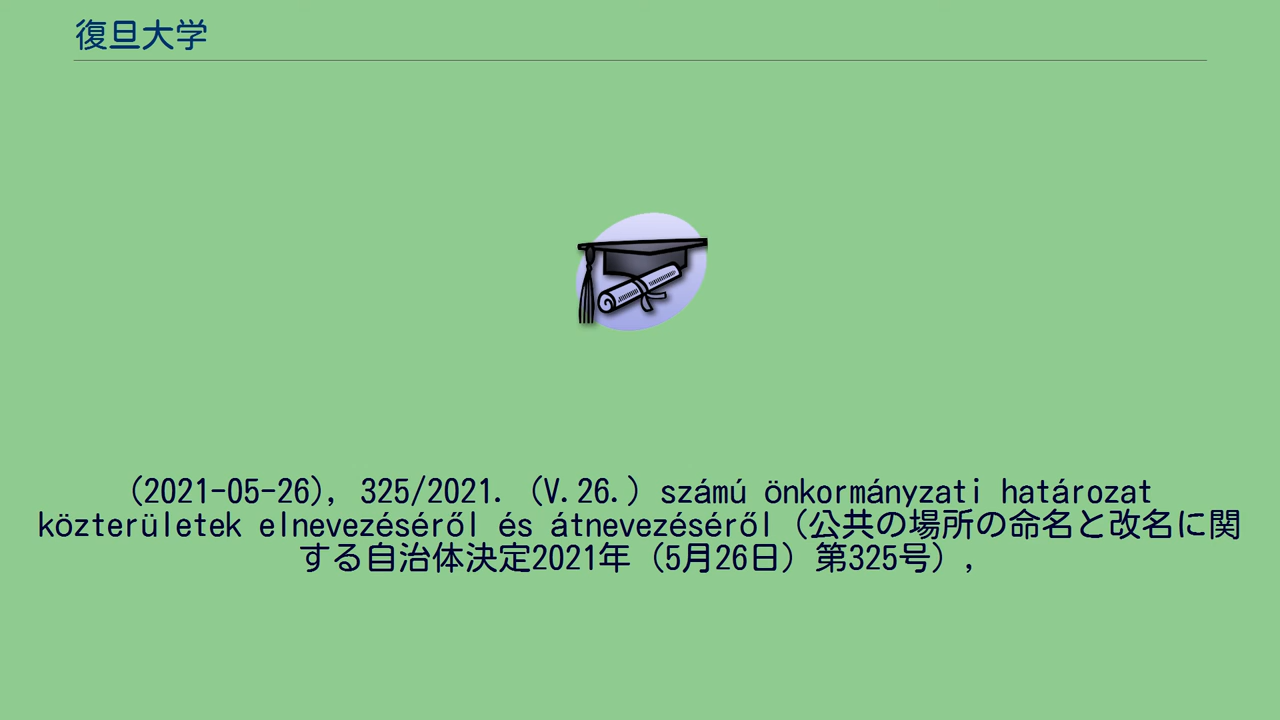 復旦大学
(2021-05-26), 325/2021. (V.26.) számú önkormányzati határozat
közterületek elnevezéséről és átnevezéséről (公共の場所の命名と改名に関
する自治体決定2021年（5月26日）第325号）,